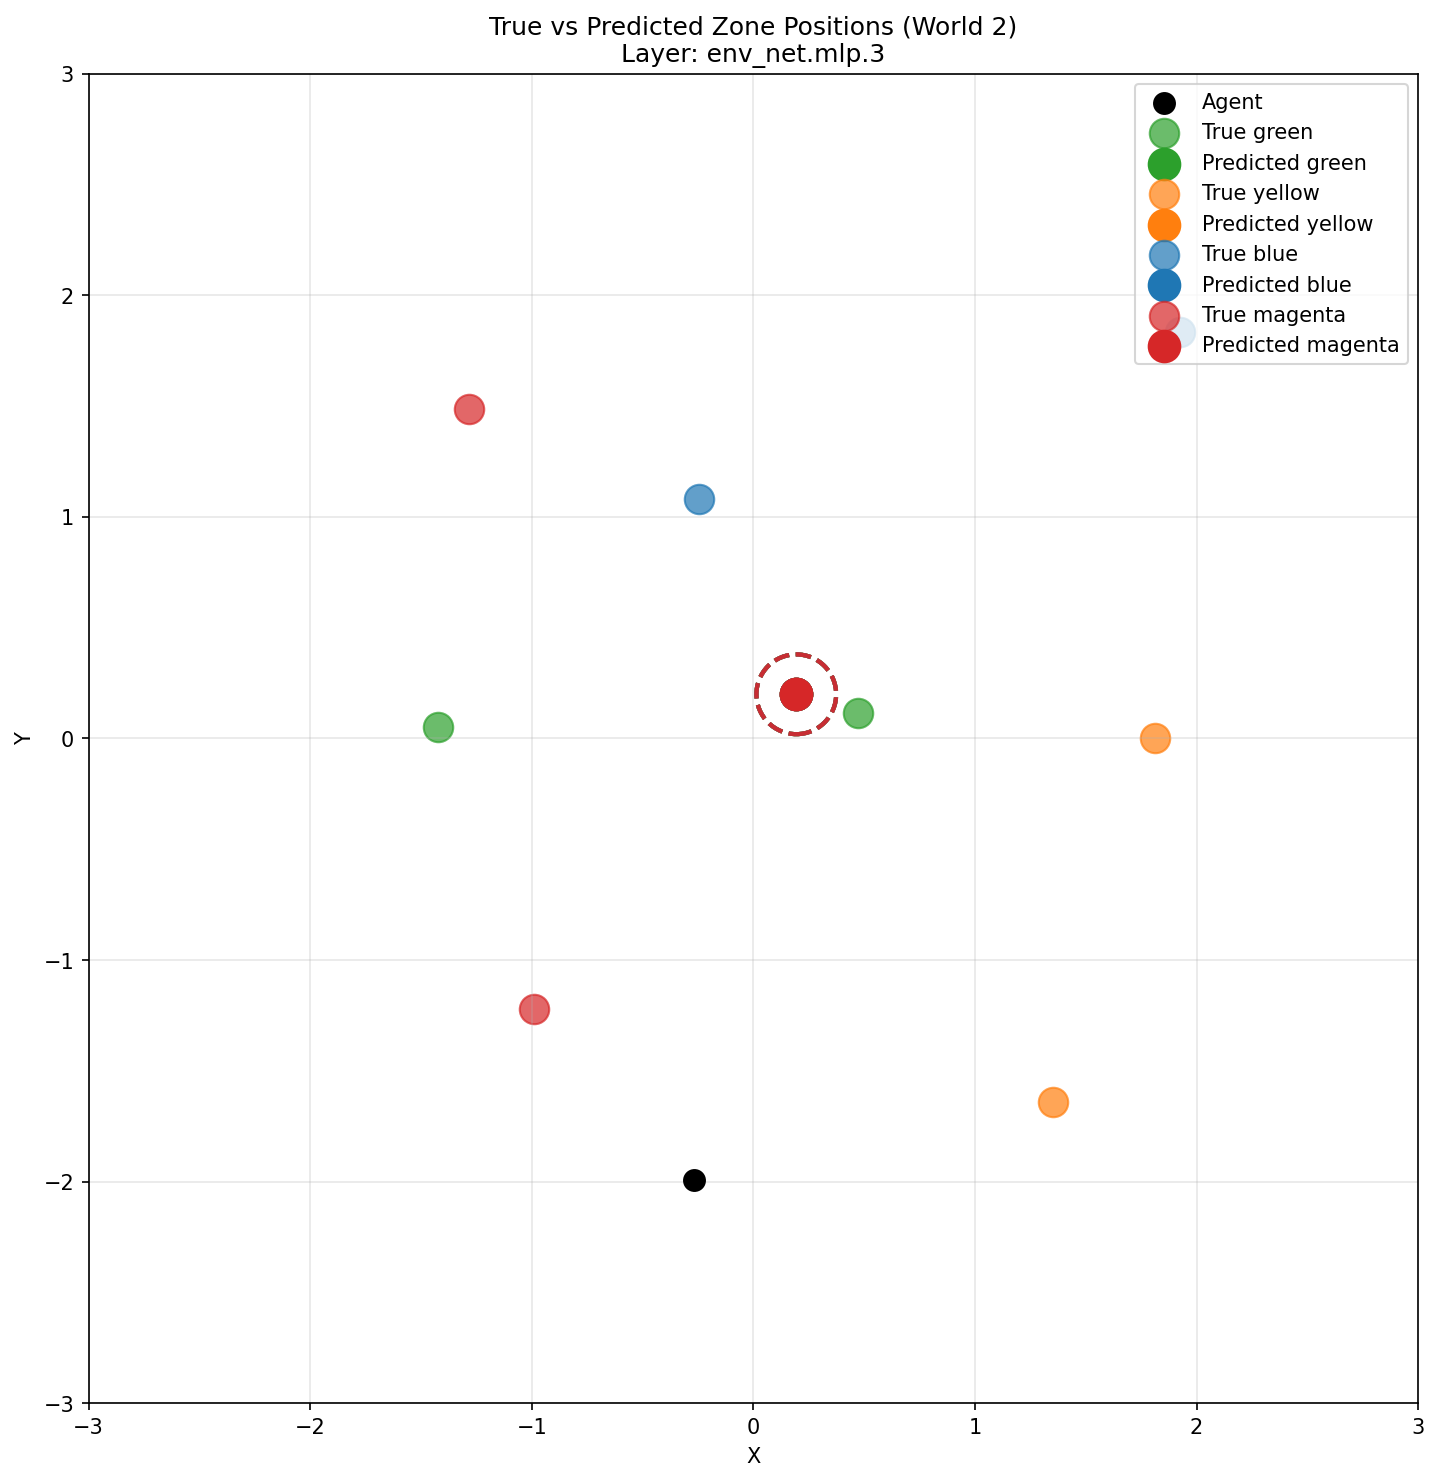 True vs Predicted Zone Positions (World 2)
Layer: env_net.mlp.3
Agent
True green
Predicted green
True yellow
Predicted yellow
True blue
Predicted blue
True magenta
Predicted magenta
3
2
1
0
−1
−2
−3
Y
−3
−2
−1
0
1
2
3
X